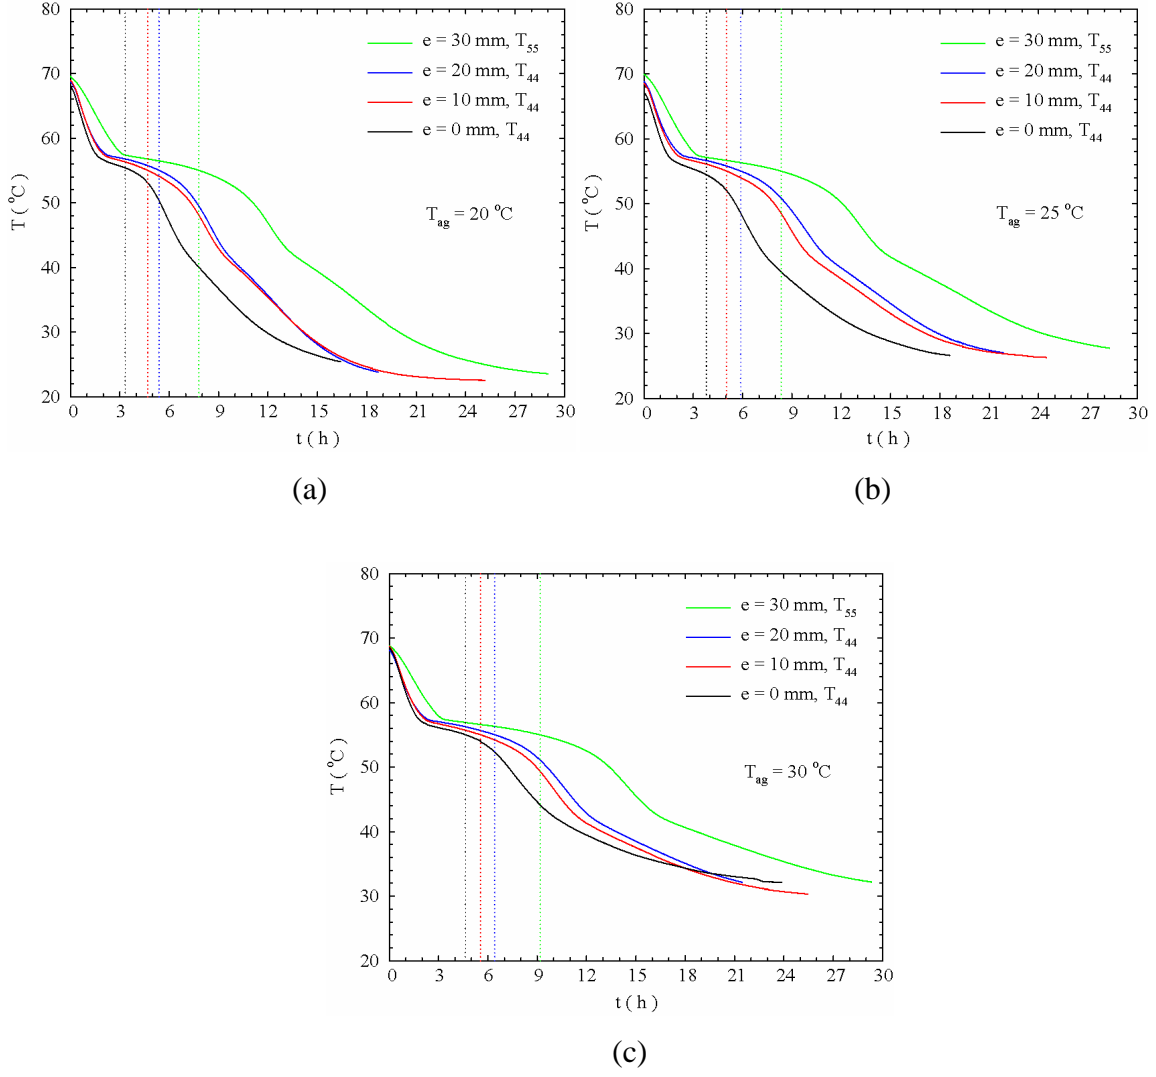 80
70
60
50
40
30
20
T ( °C)
e = 30 mm, T55
e = 20 mm, T44
e = 10 mm, T44
e = 0 mm, T44
Tag = 20 °C
0 3 6 9 12 15 18 21 24 27 30
t ( h )
(a)
80
70
60
50
40
30
20
T ( °C)
e = 30 mm, T55
e = 20 mm, T44
e = 10 mm, T44
e = 0 mm, T44
Tag = 25 °C
0 3 6 9 12 15 18 21 24 27 30
t ( h )
(b)
80
70
60
50
40
30
20
T ( °C)
e = 30 mm, T55
e = 20 mm, T44
e = 10 mm, T44
e = 0 mm, T44
Tag = 30 °C
0 3 6 9 12 15 18 21 24 27 30
t ( h )
(c)